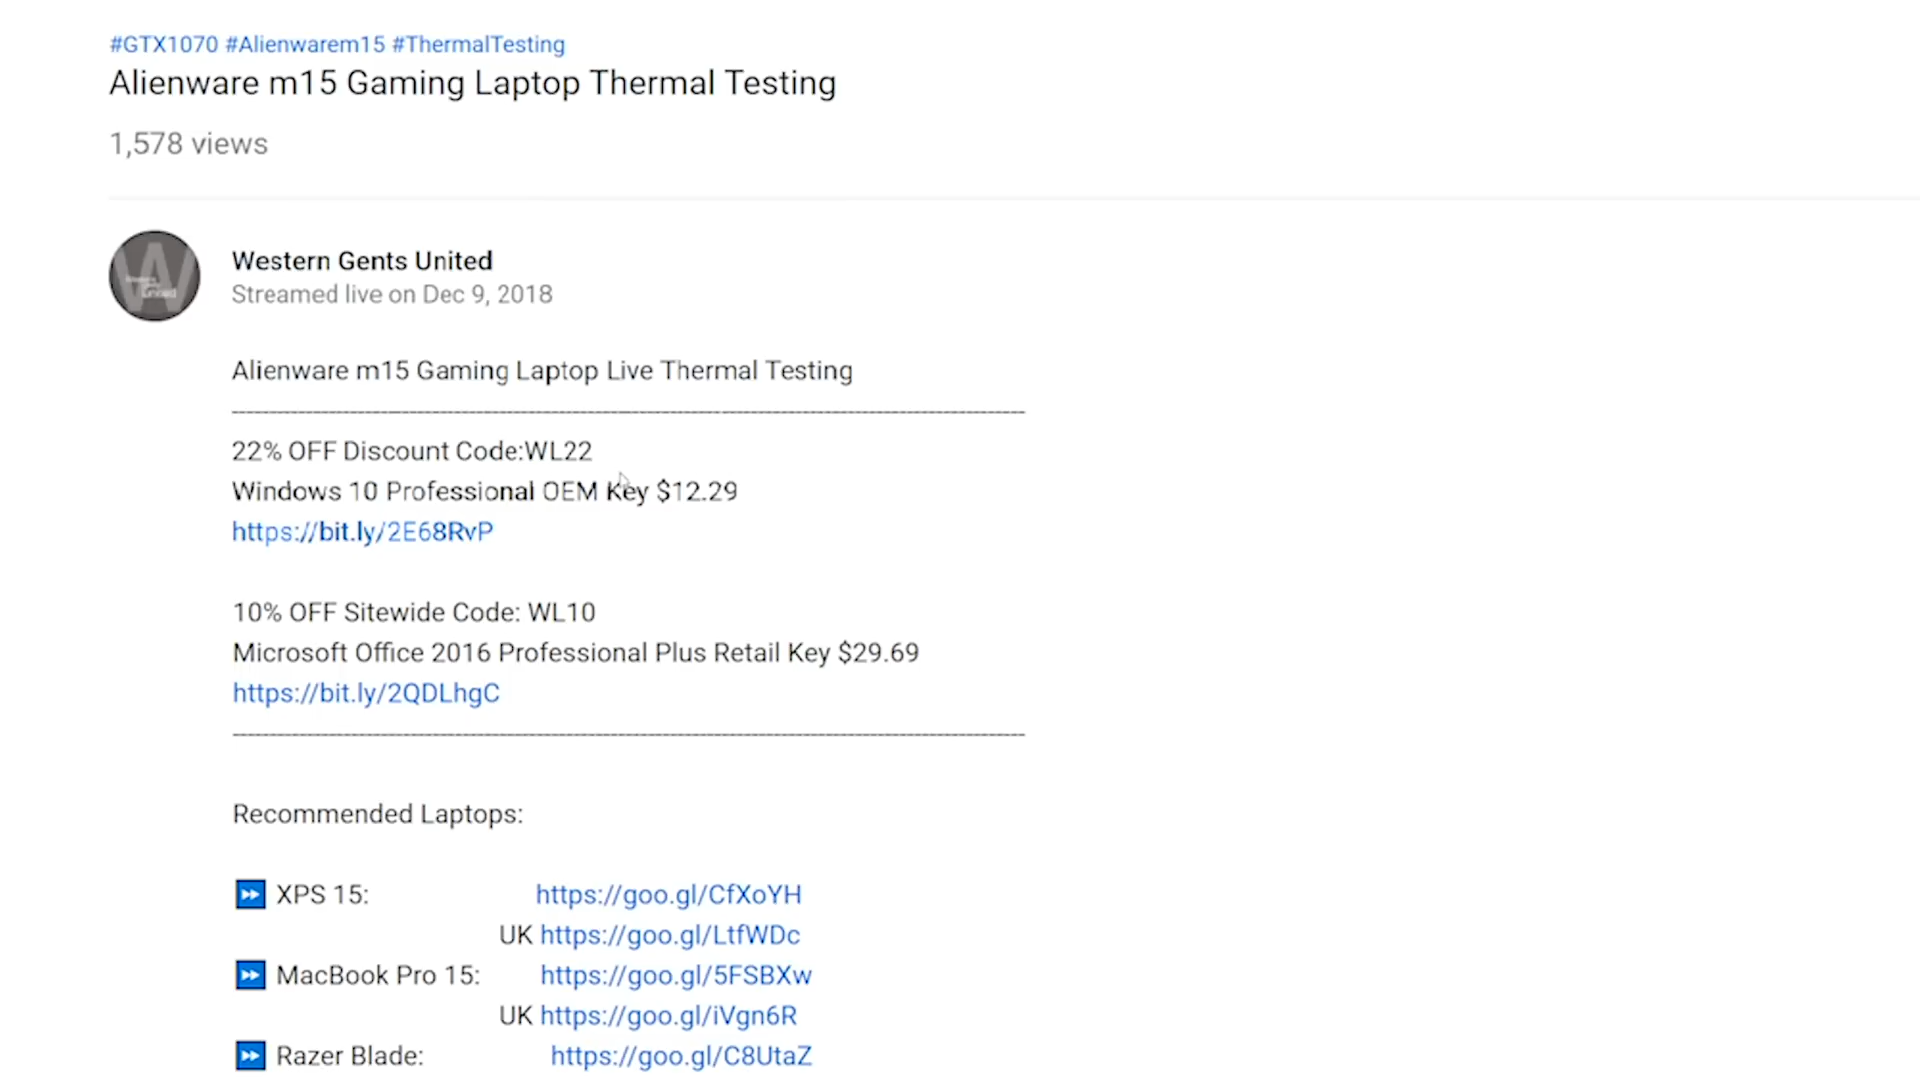 #GTX1070 #Alienwarem15 #ThermalTesting
Alienware m15 Gaming Laptop Thermal Testing
1,578 views
Western Gents United
Streamed live on Dec 9, 2018
Alienware m15 Gaming Laptop Live Thermal Testing
22% OFF Discount Code:WL22
Windows 10 Professional OEM Key $12.29
https://bit.ly/2E68RvP
10% OFF Sitewide Code: WL10
Microsoft Office 2016 Professional Plus Retail Key $29.69
https://bit.ly/2QDLhgC
Recommended Laptops:
XPS 15: https://goo.gl/CfXoYH
UK https://goo.gl/LtfWDc
MacBook Pro 15: https://goo.gl/5FSBXw
UK https://goo.gl/iVgn6R
Razer Blade: https://goo.gl/C8UtaZ